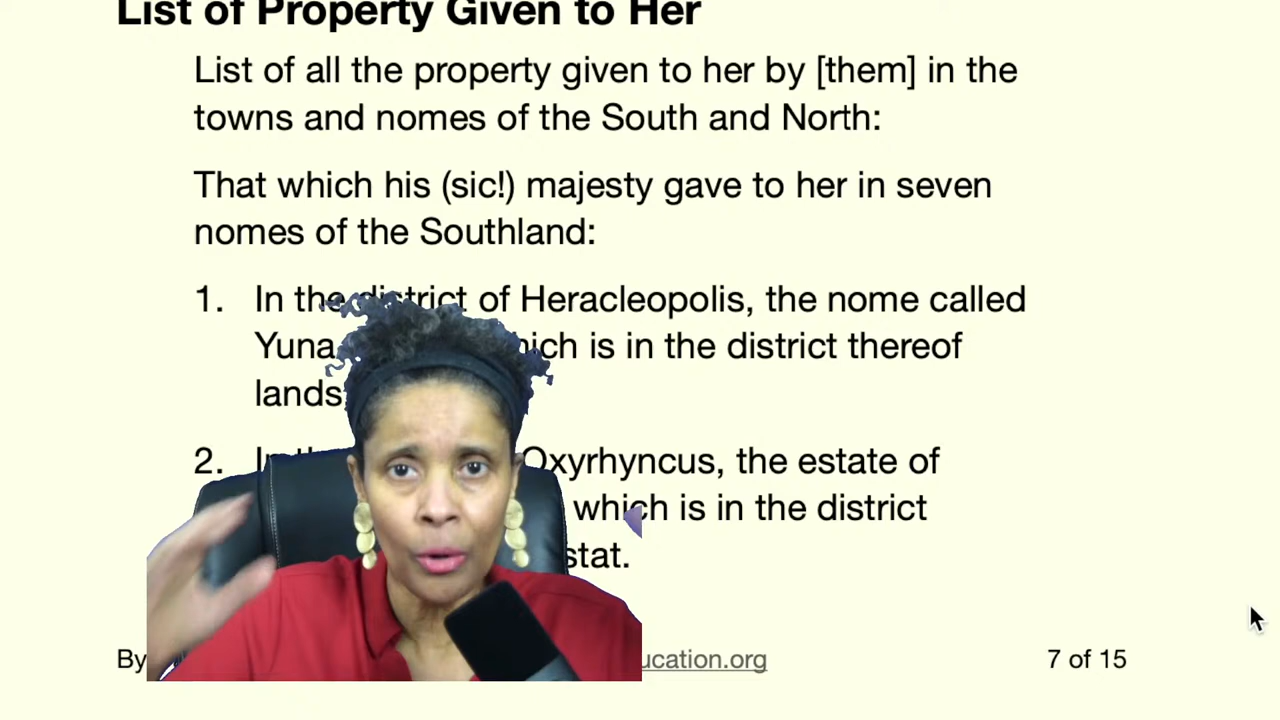 List of Property Given to Her
List of all the property given to her by [them] in the
towns and nomes of the South and North:
That which his (sic!) majesty gave to her in seven
nomes of the Southland:
1. In the district of Heracleopolis, the nome called
Yuna which is in the district thereof
lands
2. Oxyrhyncus, the estate of
which is in the district
stat.
By ucation.org 7 of 15